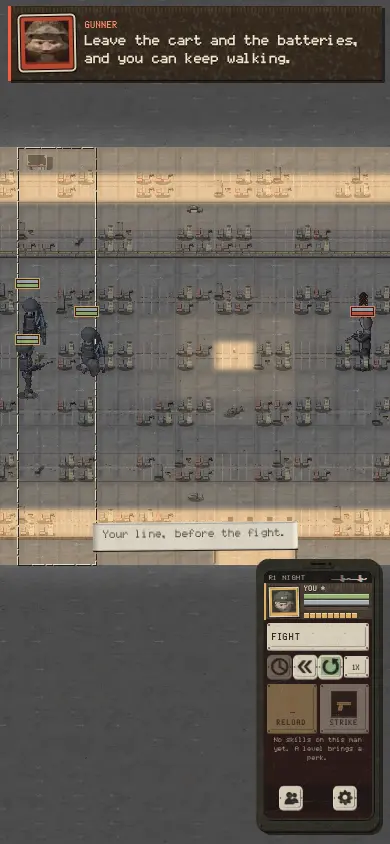 GUNNER
Leave the cart and the batteries,
and you can keep walking.
Your line, before the fight.
R1 NIGHT
YOU
FIGHT
1X
RELOAD
STRIKE
No skills on this man
yet. A level brings a
perk.